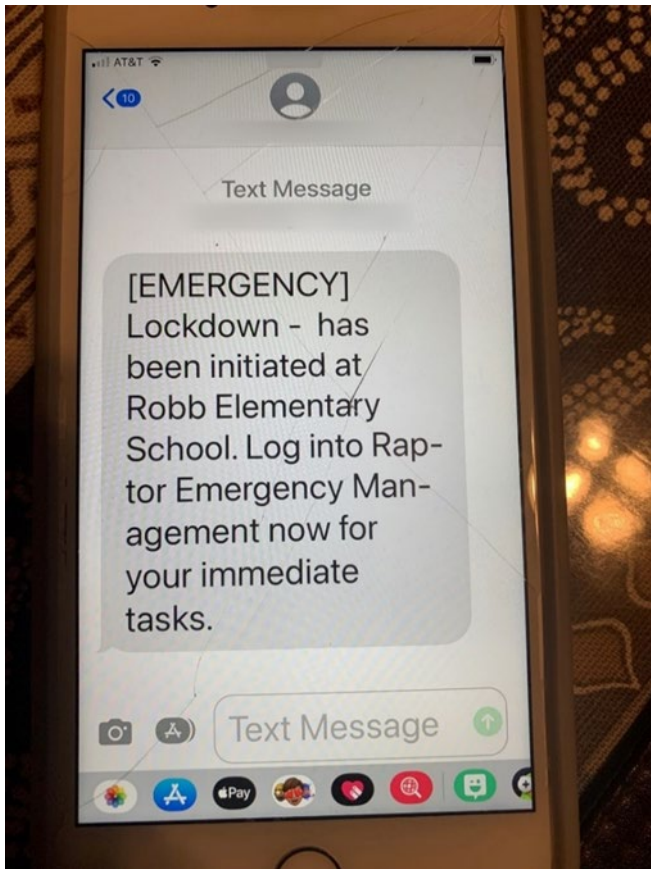 AT&T
10
Text Message
[EMERGENCY]
Lockdown - has
been initiated at
Robb Elementary
School. Log into Rap-
tor Emergency Man-
agement now for
your immediate
tasks.
Text Message
Pay